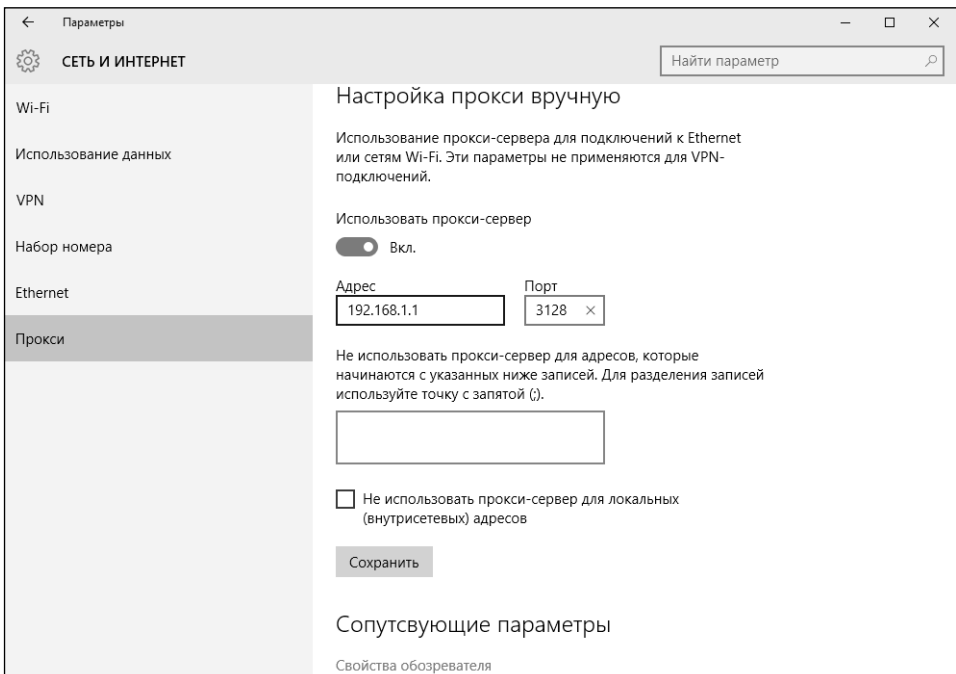 Параметры
СЕТЬ И ИНТЕРНЕТ
Найти параметр
Wi-Fi
Использование данных
VPN
Набор номера
Ethernet
Прокси
Настройка прокси вручную
Использование прокси-сервера для подключений к Ethernet
или сетям Wi-Fi. Эти параметры не применяются для VPN-
подключений.
Использовать прокси-сервер
Вкл.
Адрес
Порт
192.168.1.1
3128
Не использовать прокси-сервер для адресов, которые
начинаются с указанных ниже записей. Для разделения записей
используйте точку с запятой (;).
Не использовать прокси-сервер для локальных
(внутрисетевых) адресов
Сохранить
Сопутсвующие параметры
Свойства обозревателя